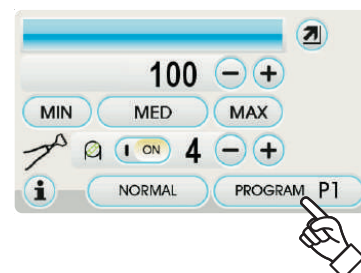 100 − +
MIN MED MAX
I ON 4 − +
i NORMAL PROGRAM P1